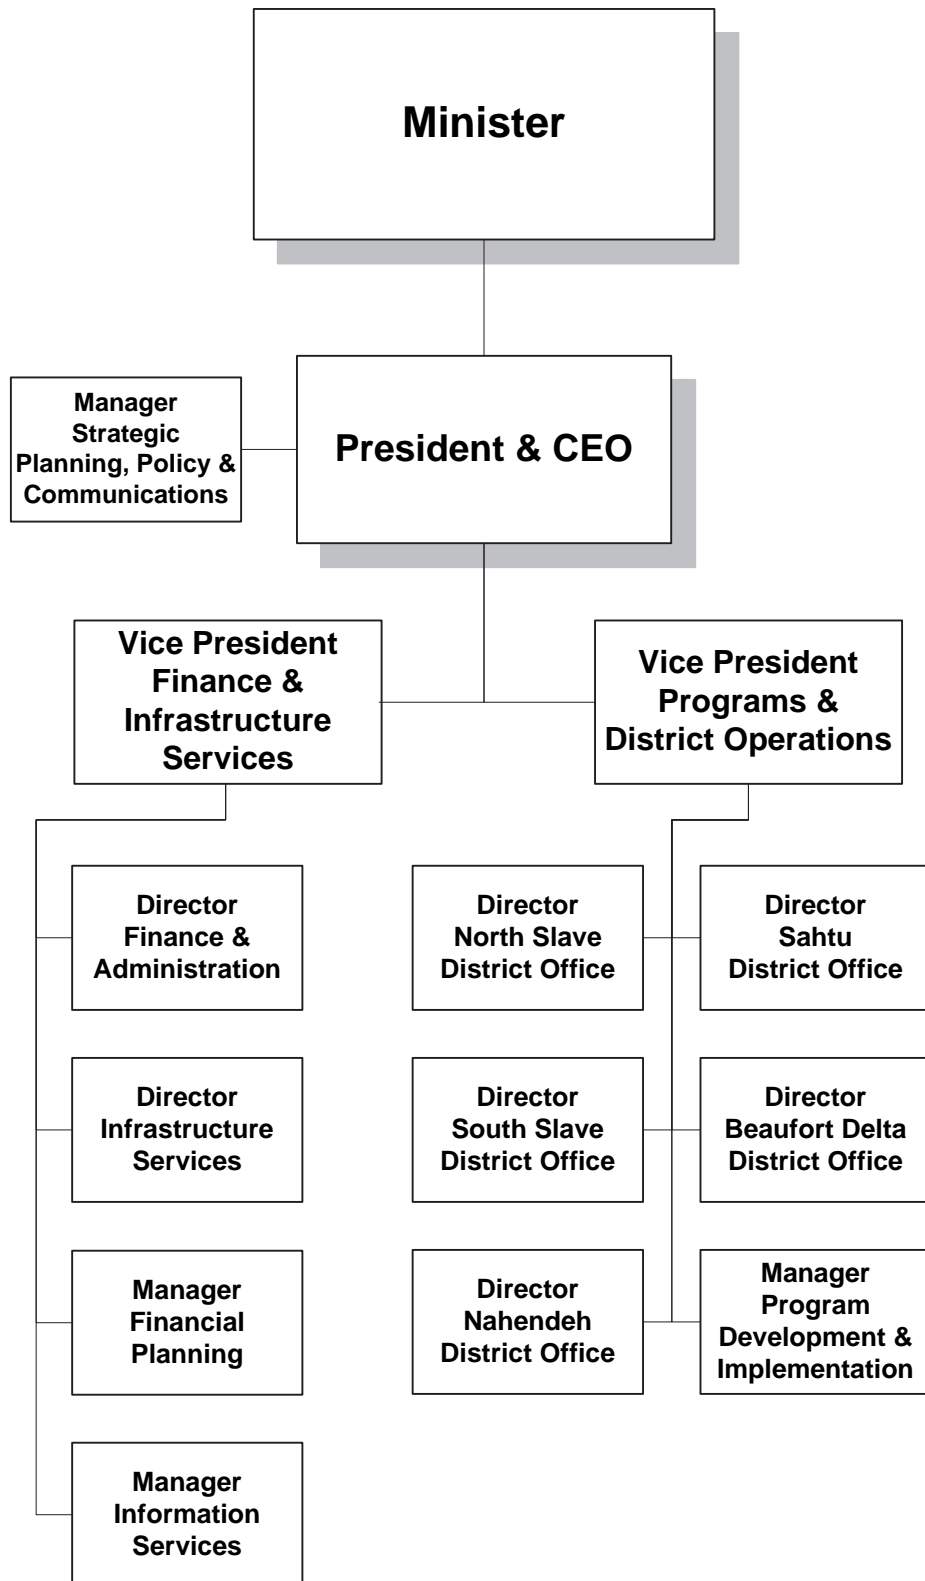 Minister
Manager
Strategic
Planning, Policy &
Communications
President & CEO
Vice President
Finance &
Infrastructure
Services
Vice President
Programs &
District Operations
Director
Finance &
Administration
Director
North Slave
District Office
Director
Sahtu
District Office
Director
Infrastructure
Services
Director
South Slave
District Office
Director
Beaufort Delta
District Office
Manager
Financial
Planning
Director
Nahendeh
District Office
Manager
Program
Development &
Implementation
Manager
Information
Services